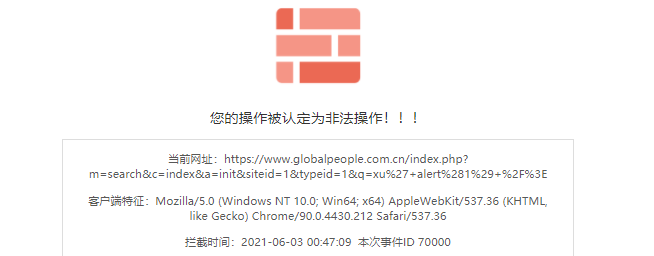 您的操作被认定为非法操作！！！
当前网址：https://www.globalpeople.com.cn/index.php?
m=search&c=index&a=init&siteid=1&typeid=1&q=xu%27+alert%281%29+%2F%3E
客户端特征：Mozilla/5.0 (Windows NT 10.0; Win64; x64) AppleWebKit/537.36 (KHTML,
like Gecko) Chrome/90.0.4430.212 Safari/537.36
拦截时间：2021-06-03 00:47:09 本次事件ID 70000